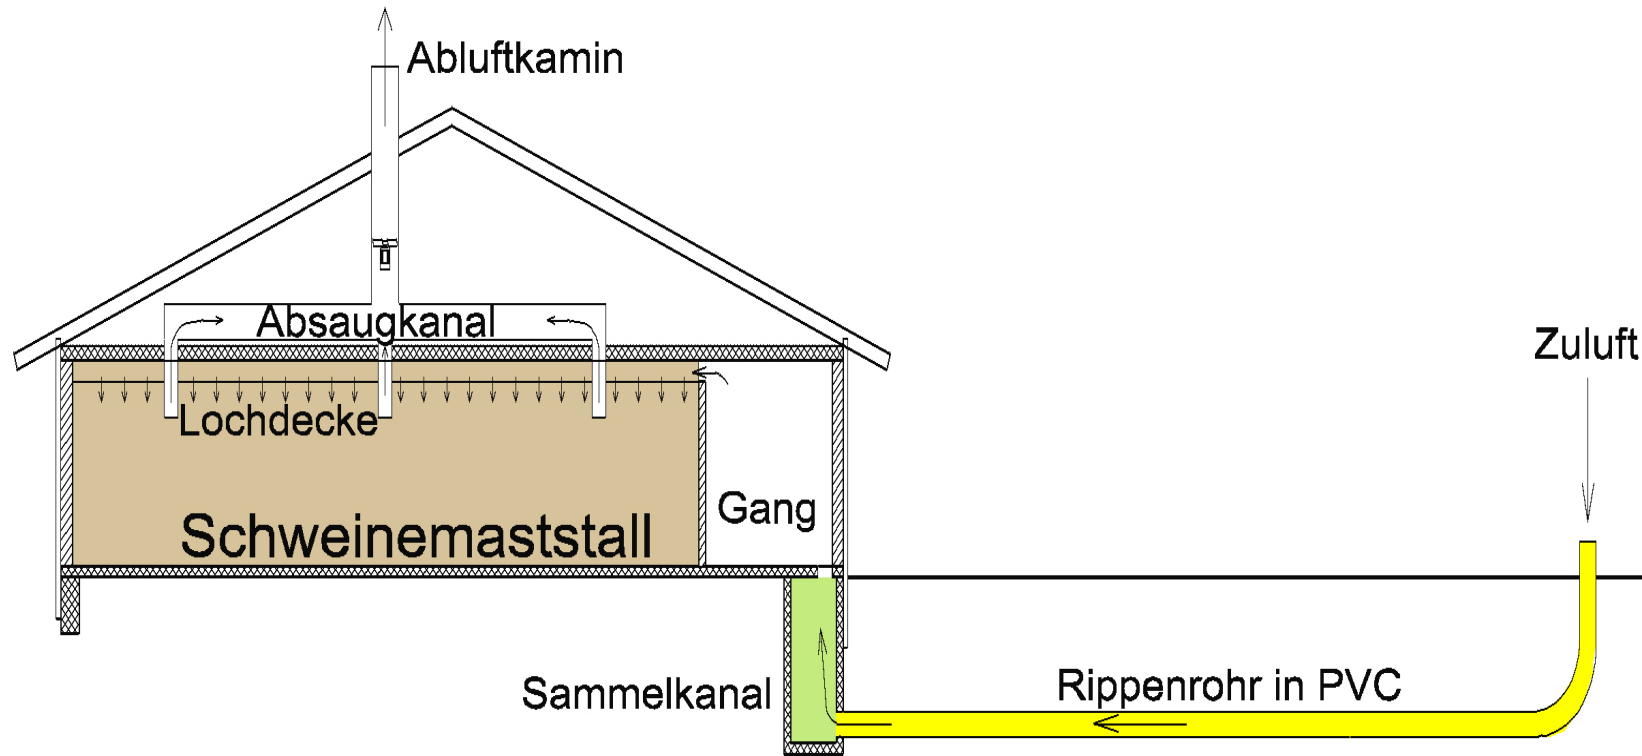 Abluftkamin
Absaugkanal
Zuluft
Lochdecke
Gang
Schweinemaststall
Sammelkanal
Rippenrohr in PVC